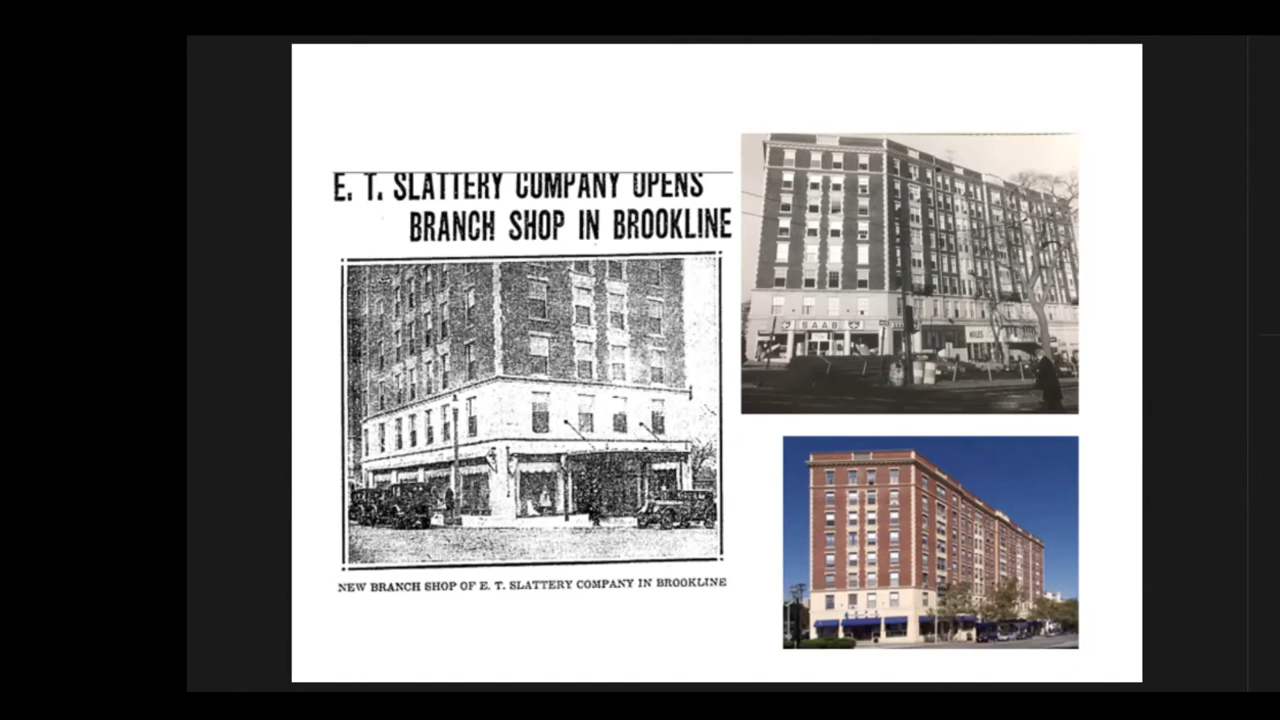 E. T. SLATTERY COMPANY OPENS
BRANCH SHOP IN BROOKLINE
NEW BRANCH SHOP OF E. T. SLATTERY COMPANY IN BROOKLINE
SAAB